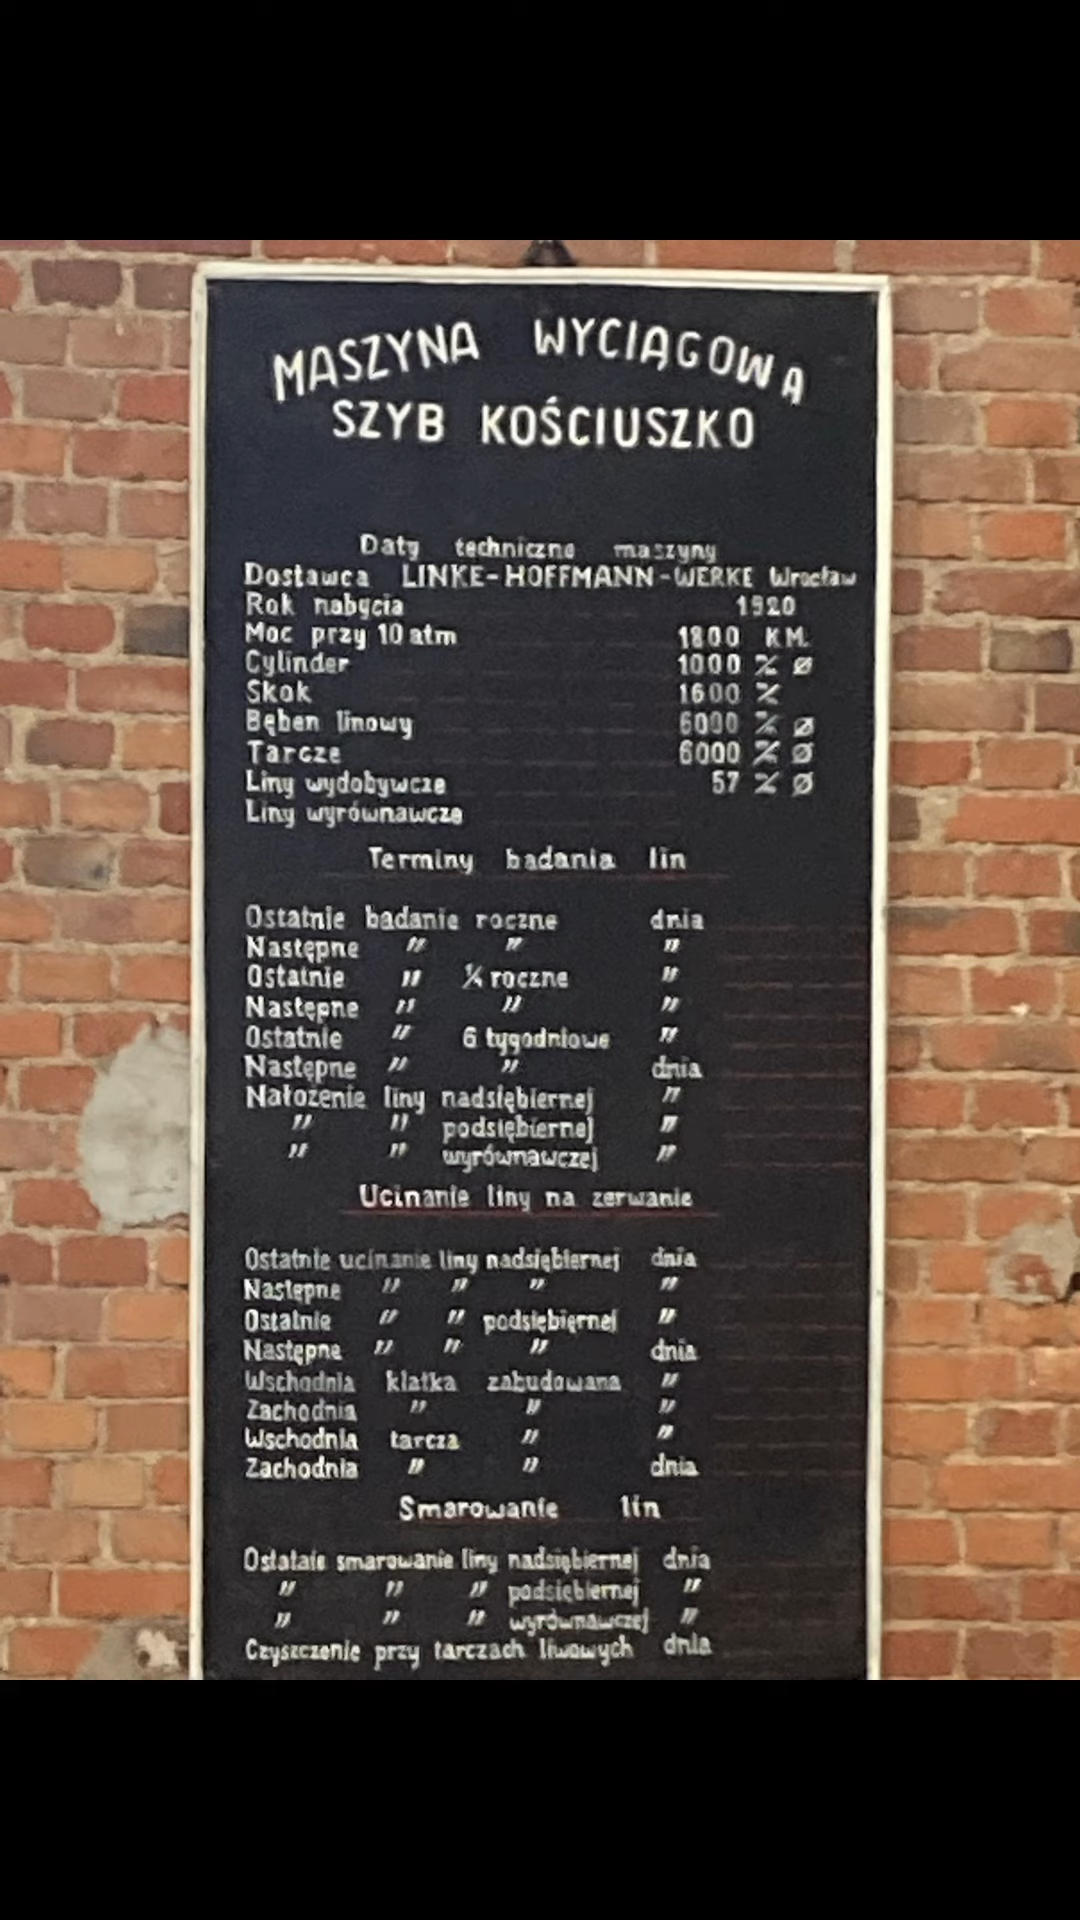 MASZYNA WYCIĄGOWA
SZYB KOŚCIUSZKO
Daty techniczne maszyny
Dostawca LINKE-HOFFMANN-WERKE Wrocław
Rok nabycia 1920
Moc przy 10 atm 1800 KM.
Cylinder 1000 ⁒ Ø
Skok 1600 ⁒
Bęben linowy 6000 ⁒ Ø
Tarcze 6000 ⁒ Ø
Liny wydobywcze 57 ⁒ Ø
Liny wyrównawcze
Terminy badania lin
Ostatnie badanie roczne dnia
Następne " " "
Ostatnie " ¼ roczne "
Następne " " "
Ostatnie " 6 tygodniowe "
Następne " " dnia
Nałożenie liny nadsiębiernej "
" " podsiębiernej "
" " wyrównawczej "
Ucinanie liny na zerwanie
Ostatnie ucinanie liny nadsiębiernej dnia
Następne " " " "
Ostatnie " " podsiębiernej "
Następne " " " dnia
Wschodnia klatka zabudowana "
Zachodnia " " "
Wschodnia tarcza " "
Zachodnia " " dnia
Smarowanie lin
smarowanie liny nadsiębiernej dnia
" " " podsiębiernej "
" " " wyrównawczej "
Czyszczenie przy tarczach dnia